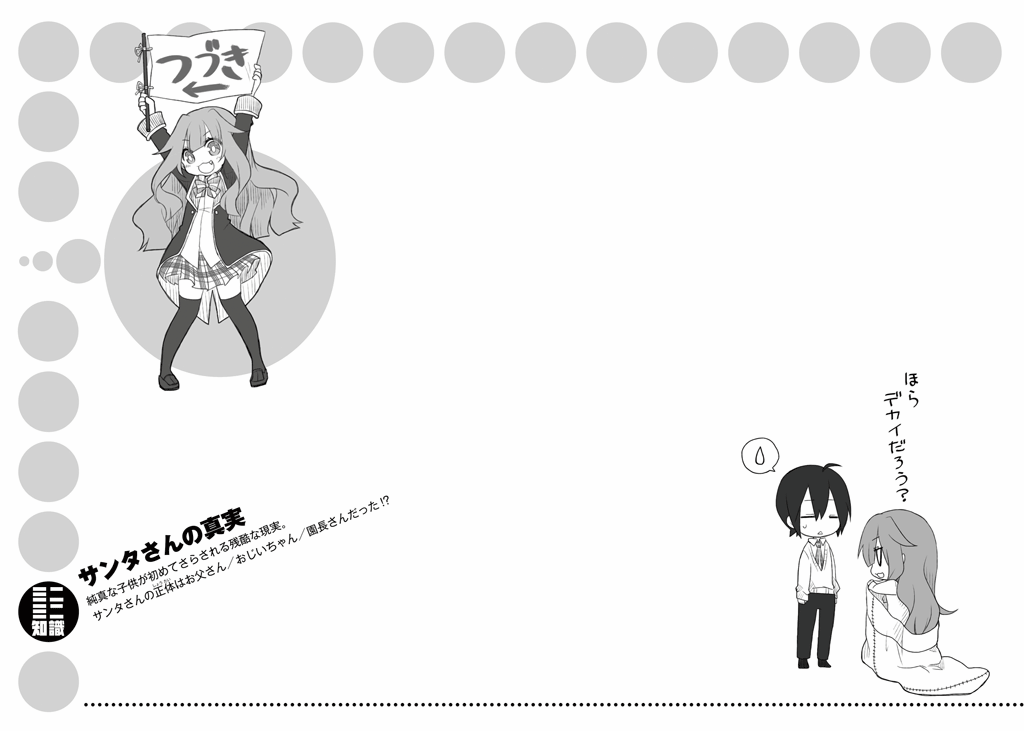 つづき
←
ほら
デカイだろう?
サンタさんの真実
純真な子供が初めてさらされる残酷な現実。
サンタさんの正体はお父さん/おじいちゃん/園長さんだった!?
ミニ
知識